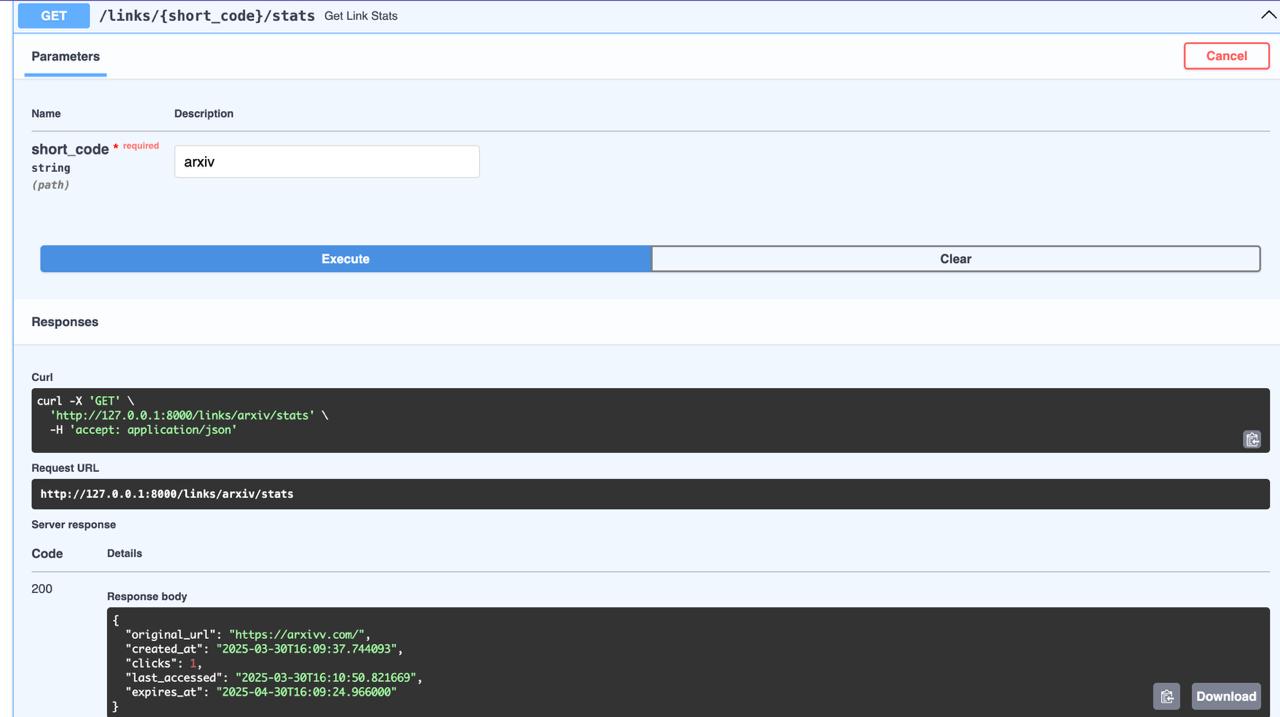 GET /links/{short_code}/stats Get Link Stats
Parameters
Cancel
Name Description
short_code * required
string
(path)
arxiv
Execute Clear
Responses
Curl
curl -X 'GET' \
'http://127.0.0.1:8000/links/arxiv/stats' \
-H 'accept: application/json'
Request URL
http://127.0.0.1:8000/links/arxiv/stats
Server response
Code Details
200
Response body
{
"original_url": "https://arxivv.com/",
"created_at": "2025-03-30T16:09:37.744093",
"clicks": 1,
"last_accessed": "2025-03-30T16:10:50.821669",
"expires_at": "2025-04-30T16:09:24.966000"
}
Download